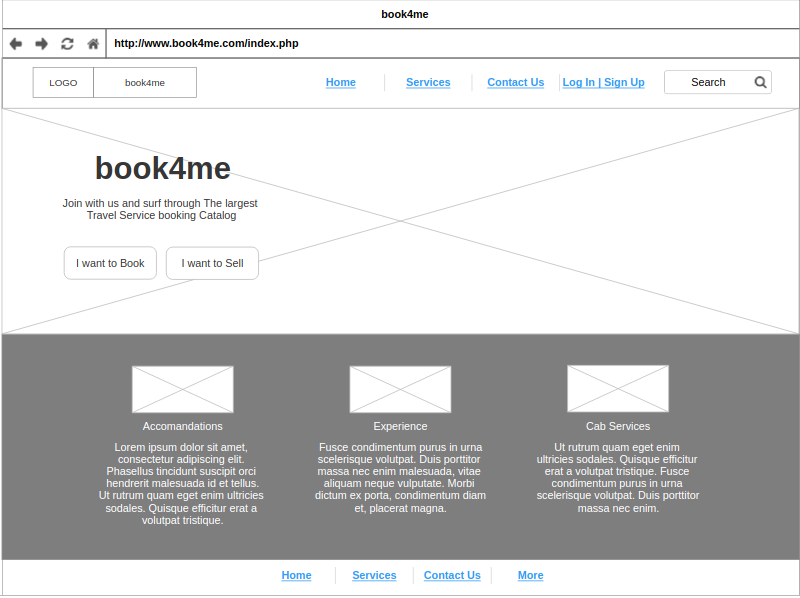 book4me
http://www.book4me.com/index.php
LOGO
book4me
Home
Services
Contact Us
Log In | Sign Up
Search
book4me
Join with us and surf through The largest
Travel Service booking Catalog
I want to Book
I want to Sell
Accomandations
Lorem ipsum dolor sit amet,
consectetur adipiscing elit.
Phasellus tincidunt suscipit orci
hendrerit malesuada id et tellus.
Ut rutrum quam eget enim ultricies
sodales. Quisque efficitur erat a
volutpat tristique.
Experience
Fusce condimentum purus in urna
scelerisque volutpat. Duis porttitor
massa nec enim malesuada, vitae
aliquam neque vulputate. Morbi
dictum ex porta, condimentum diam
et, placerat magna.
Cab Services
Ut rutrum quam eget enim
ultricies sodales. Quisque efficitur
erat a volutpat tristique. Fusce
condimentum purus in urna
scelerisque volutpat. Duis porttitor
massa nec enim.
Home
Services
Contact Us
More